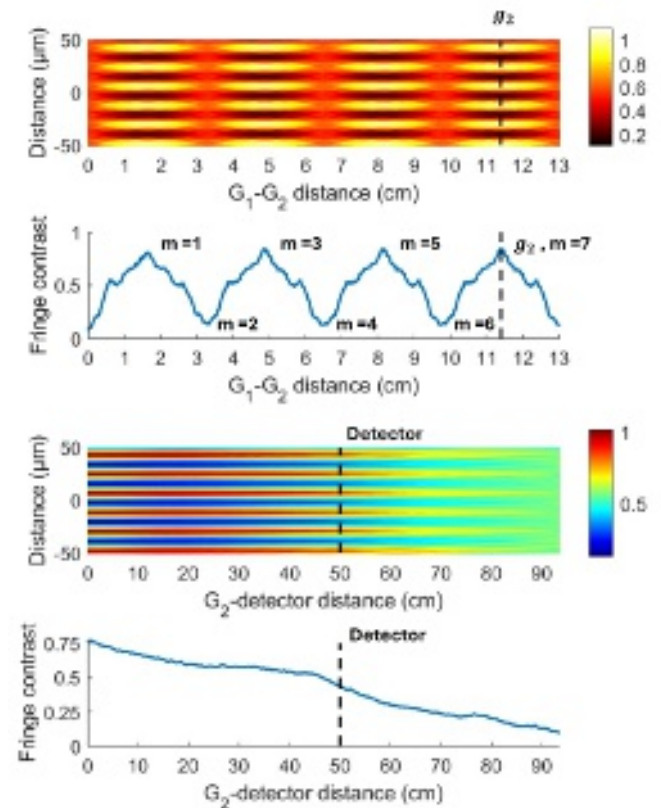 g₂
50
0
-50
Distance (µm)
1
0.8
0.6
0.4
0.2
0 1 2 3 4 5 6 7 8 9 10 11 12 13
G₁-G₂ distance (cm)
1
0.5
0
Fringe contrast
m =1 m =3 m =5 g₂ , m =7
m =2 m =4 m =6
0 1 2 3 4 5 6 7 8 9 10 11 12 13
G₁-G₂ distance (cm)
Detector
50
0
-50
Distance (µm)
1
0.5
0 10 20 30 40 50 60 70 80 90
G₂-detector distance (cm)
Detector
0.75
0.5
0.25
0
Fringe contrast
0 10 20 30 40 50 60 70 80 90
G₂-detector distance (cm)